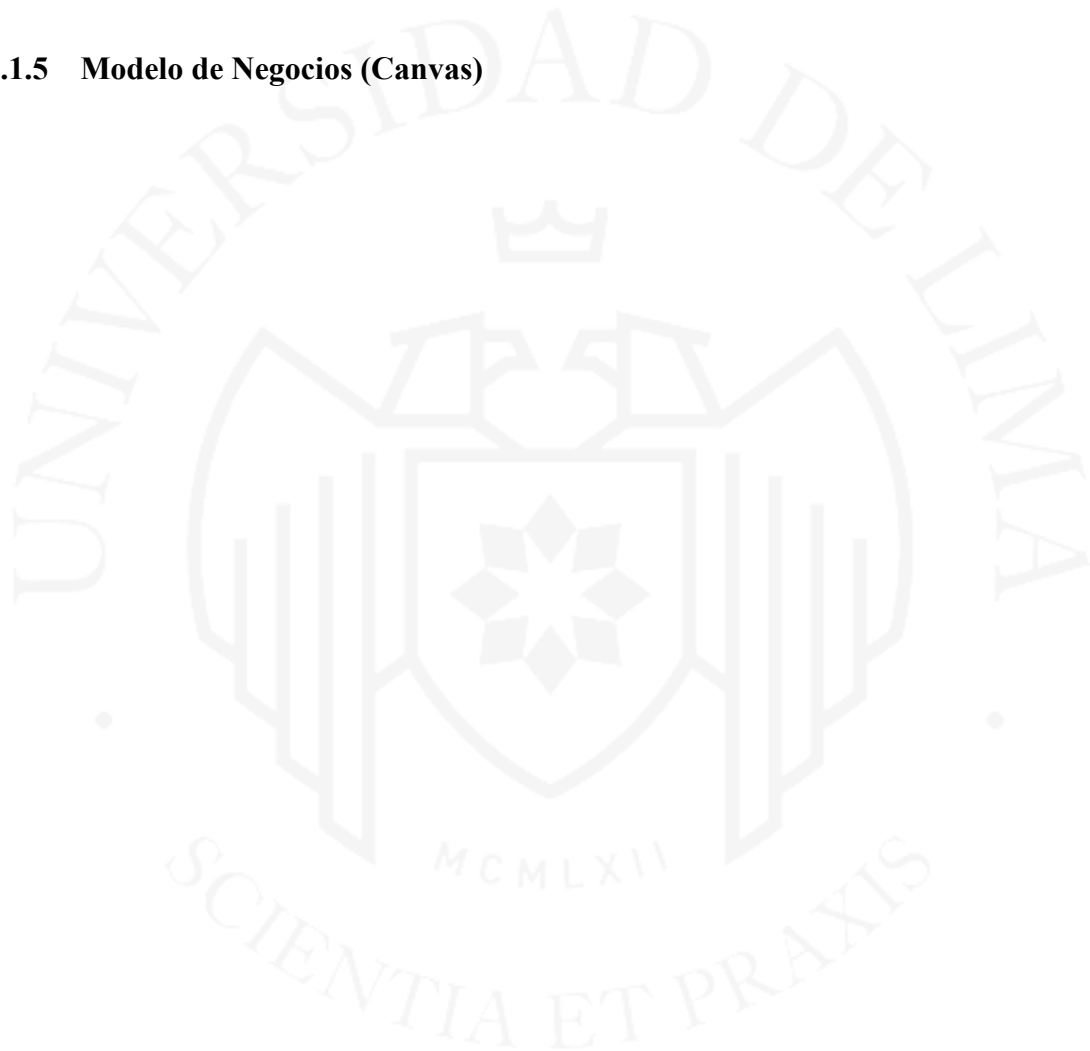 .1.5 Modelo de Negocios (Canvas)
UNIVERSIDAD DE LIMA
MCMLXII
SCIENTIA ET PRAXIS